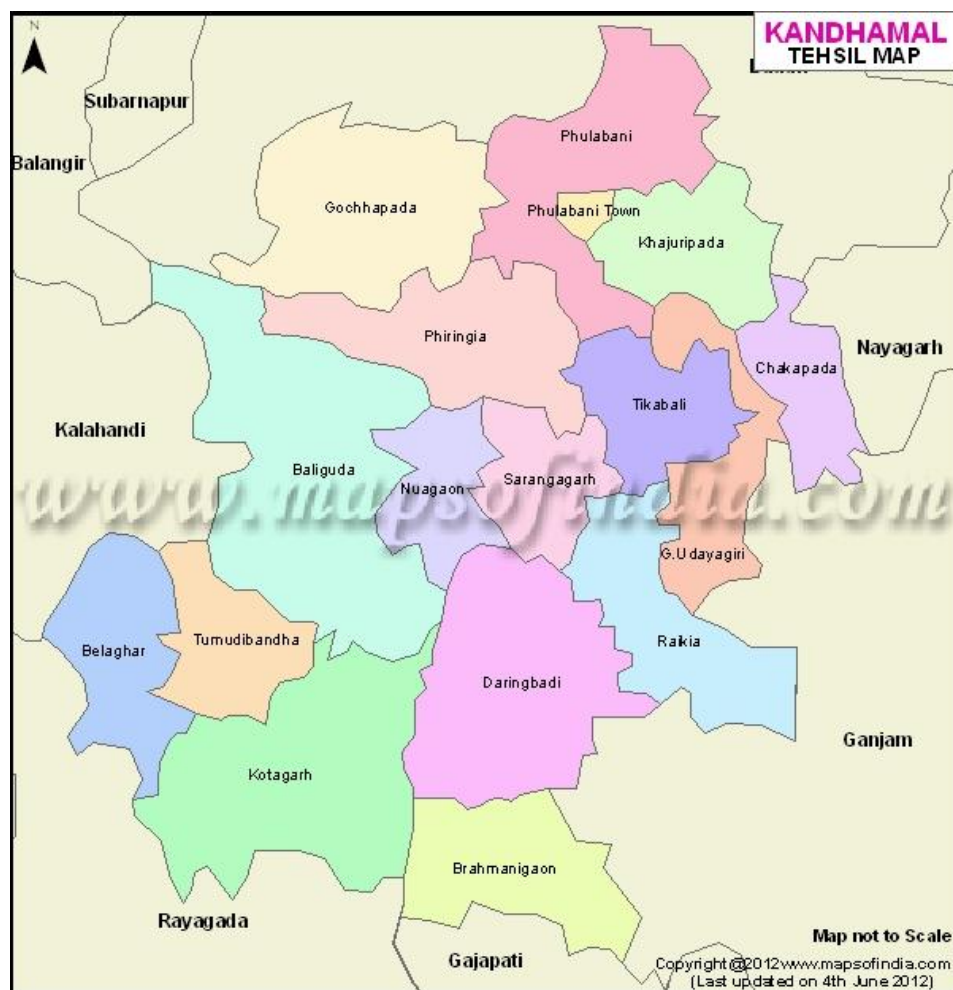 N
KANDHAMAL
TEHSIL MAP
Subarnapur
Balangir
Phulabani
Gochhapada
Phulabani Town
Khajuripada
Phiringia
Nayagarh
Chakapada
Tikabali
Kalahandi
Baliguda
Nuagaon
Sarangagarh
www.mapsofindia.com
G.Udayagiri
Tumudibandha
Belaghar
Raikia
Daringbadi
Ganjam
Kotagarh
Brahmanigaon
Rayagada
Map not to Scale
Gajapati
Copyright @2012www.mapsofindia.com
(Last updated on 4th June 2012)